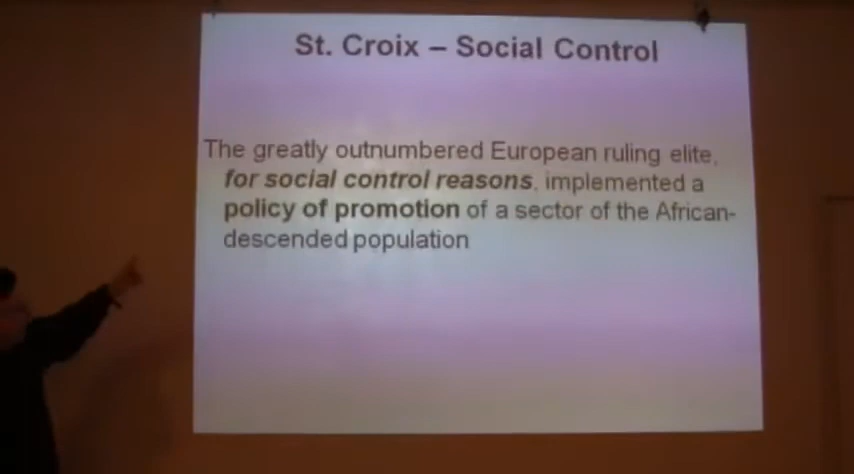 St. Croix – Social Control
The greatly outnumbered European ruling elite,
for social control reasons, implemented a
policy of promotion of a sector of the African-
descended population